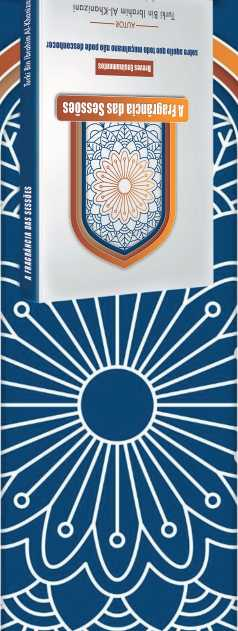 A Fragrância das Sessões
Breves Ensinamentos
sobre aquilo que todo muçulmano não pode desconhecer
AUTOR
Turki Bin Ibrahim Al-Khanizani
A FRAGRÂNCIA DAS SESSÕES
Turki Bin Ibrahim Al-Khanizani